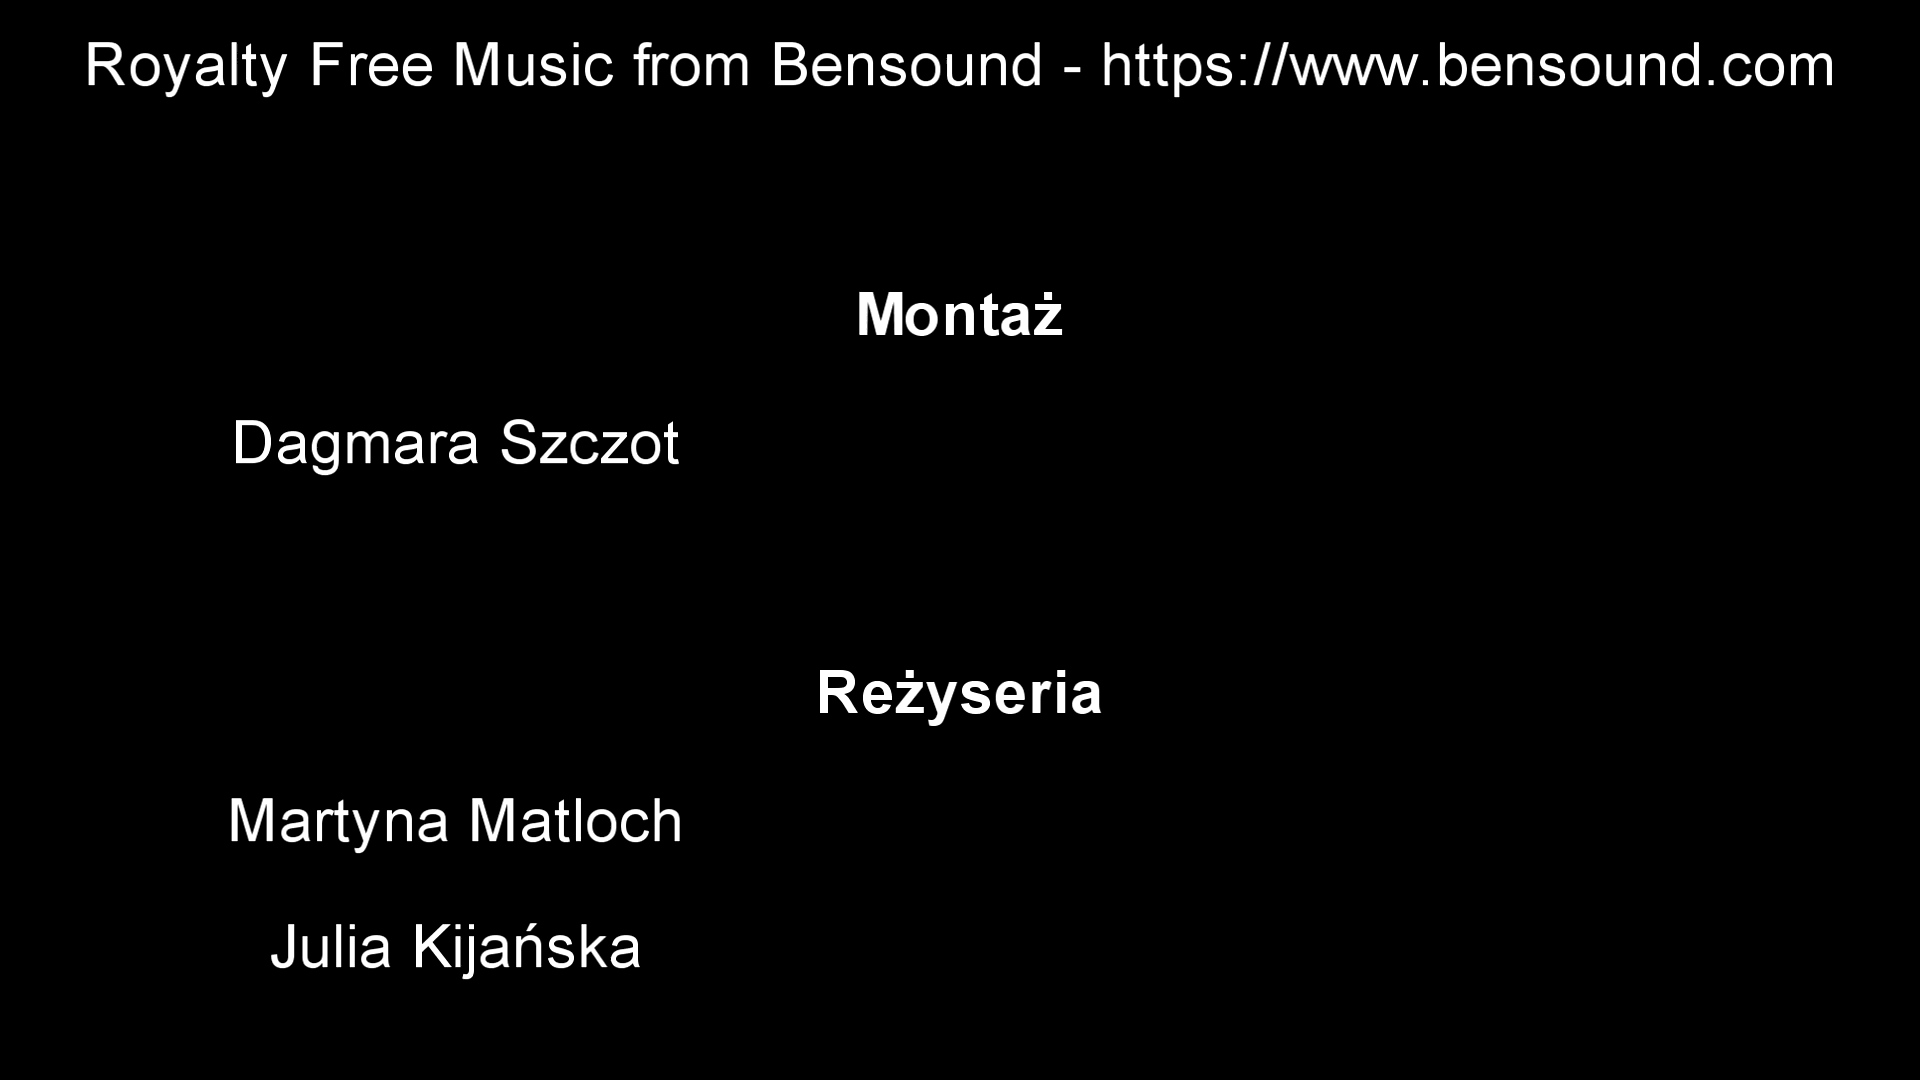 Royalty Free Music from Bensound - https://www.bensound.com
Montaż
Dagmara Szczot
Reżyseria
Martyna Matloch
Julia Kijańska